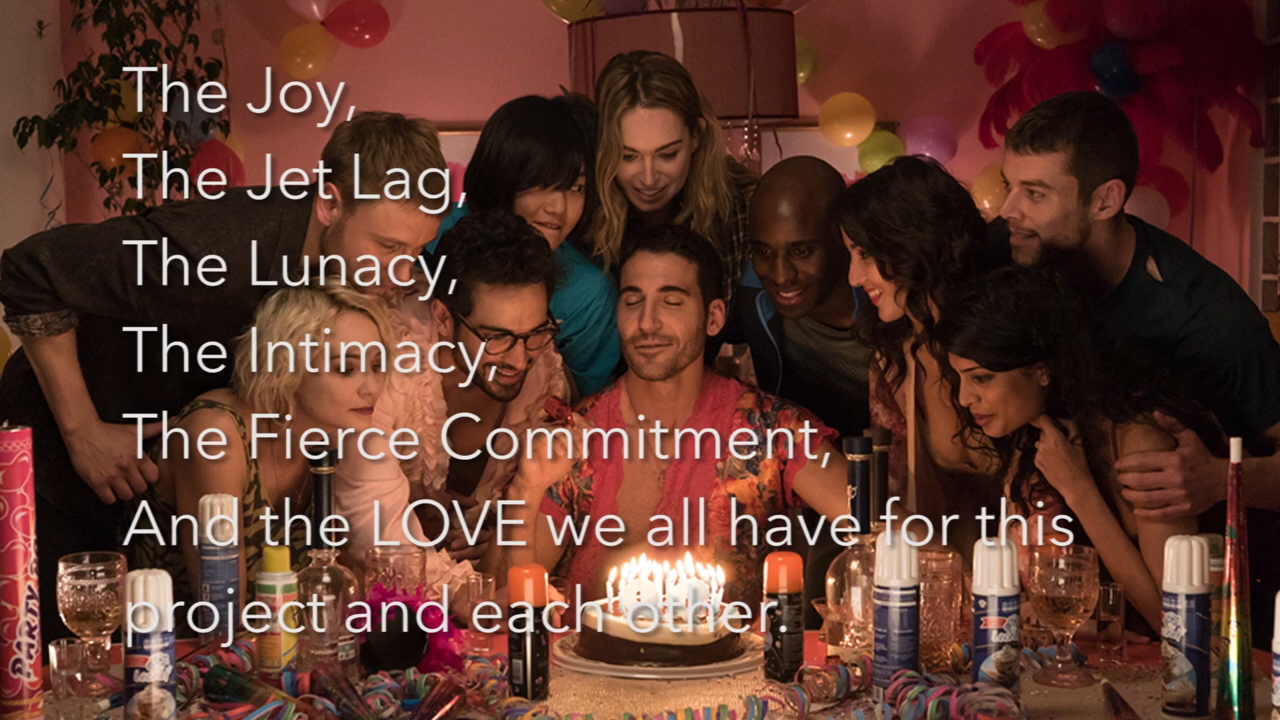 The Joy,
The Jet Lag,
The Lunacy,
The Intimacy,
The Fierce Commitment,
And the LOVE we all have for this
project and each other.
PARTY